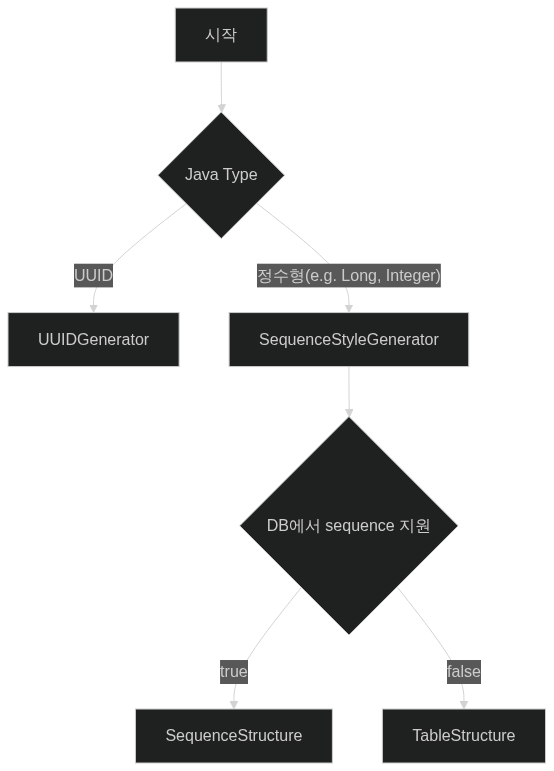 시작
Java Type
UUID
정수형(e.g. Long, Integer)
UUIDGenerator
SequenceStyleGenerator
DB에서 sequence 지원
true
false
SequenceStructure
TableStructure